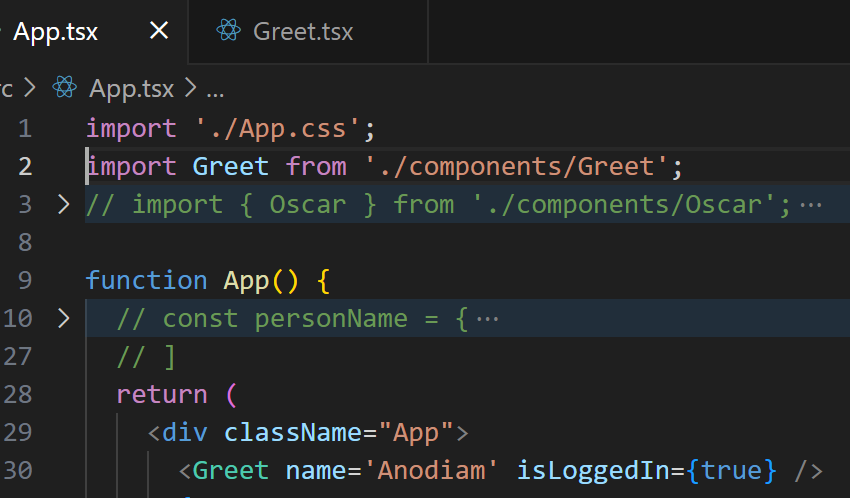 App.tsx
Greet.tsx
rc > App.tsx > ...
1 import './App.css';
2 import Greet from './components/Greet';
3 // import { Oscar } from './components/Oscar';...
8
9 function App() {
10 // const personName = {...
27 // ]
28 return (
29 <div className="App">
30 <Greet name='Anodiam' isLoggedIn={true} />